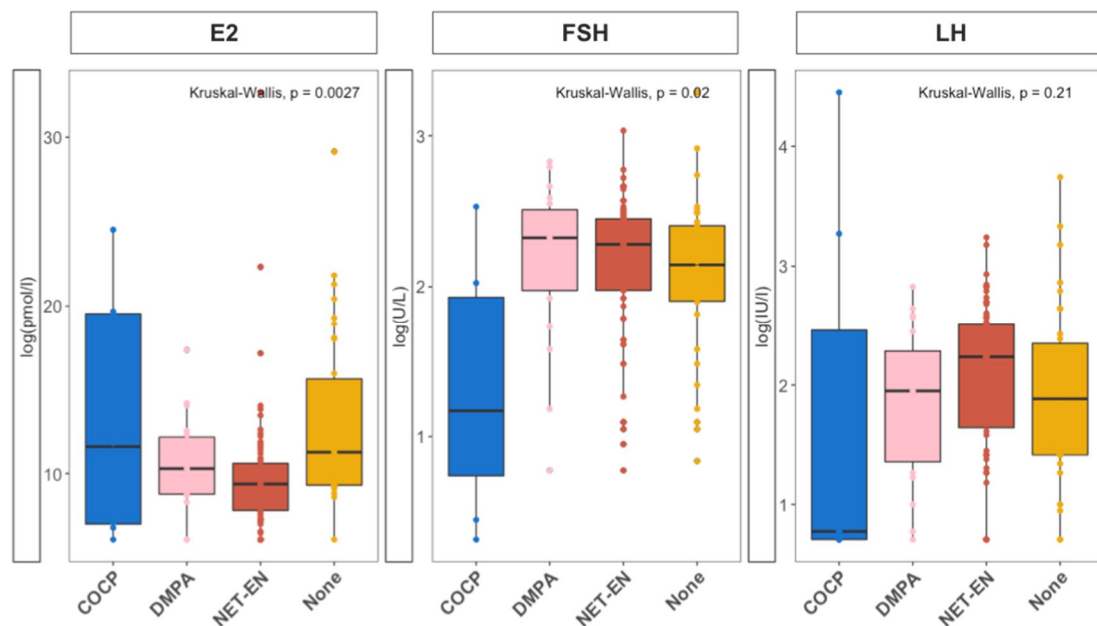 E2
FSH
LH
Kruskal-Wallis, p = 0.0027
Kruskal-Wallis, p = 0.02
Kruskal-Wallis, p = 0.21
log(pmol/l)
30
20
10
log(U/L)
3
2
1
log(IU/l)
4
3
2
1
COCP
DMPA
NET-EN
None
COCP
DMPA
NET-EN
None
COCP
DMPA
NET-EN
None